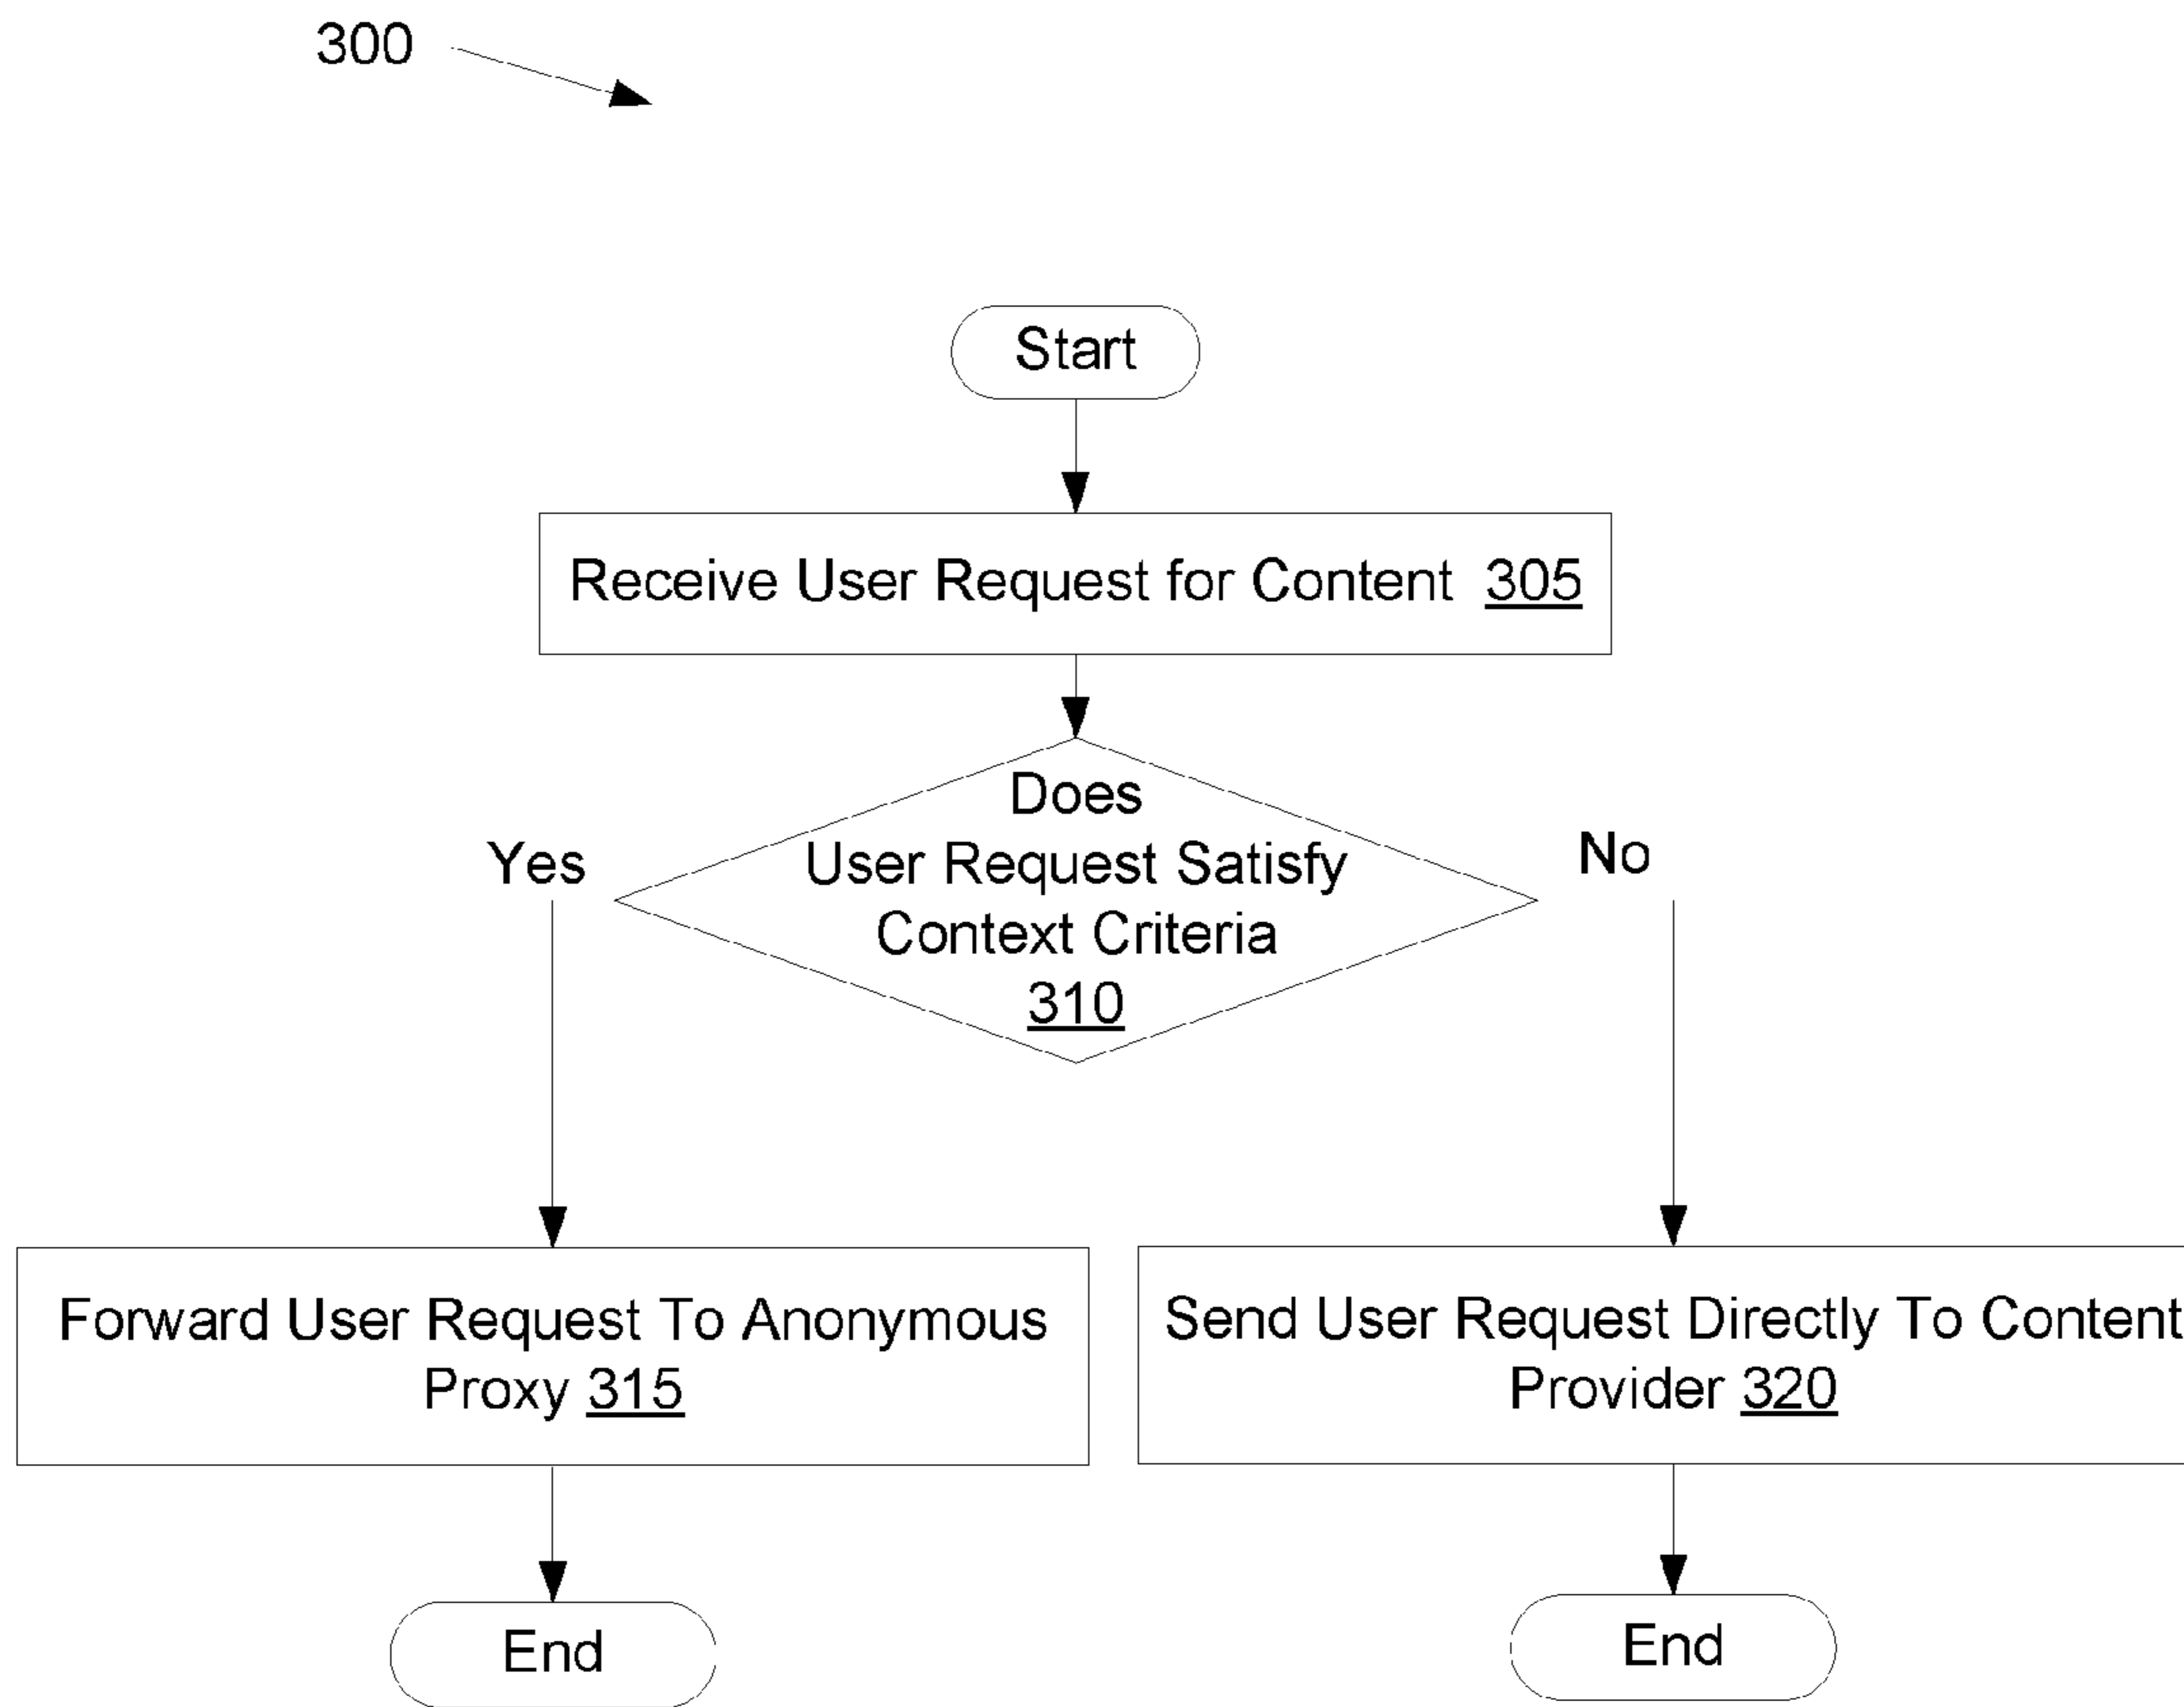 300
Start
Receive User Request for Content 305
Does
User Request Satisfy
Context Criteria
310
Yes
No
Forward User Request To Anonymous
Proxy 315
Send User Request Directly To Content
Provider 320
End
End